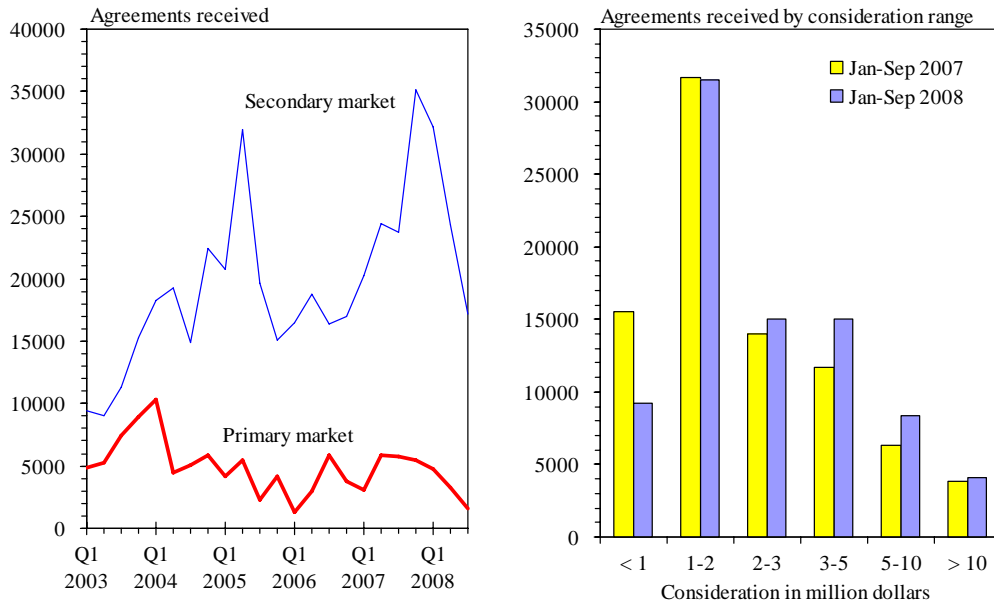 Agreements received
40000
35000
30000
25000
20000
15000
10000
5000
0
Secondary market
Primary market
Q1 Q1 Q1 Q1 Q1 Q1
2003 2004 2005 2006 2007 2008
Agreements received by consideration range
35000
30000
25000
20000
15000
10000
5000
0
Jan-Sep 2007
Jan-Sep 2008
< 1 1-2 2-3 3-5 5-10 > 10
Consideration in million dollars